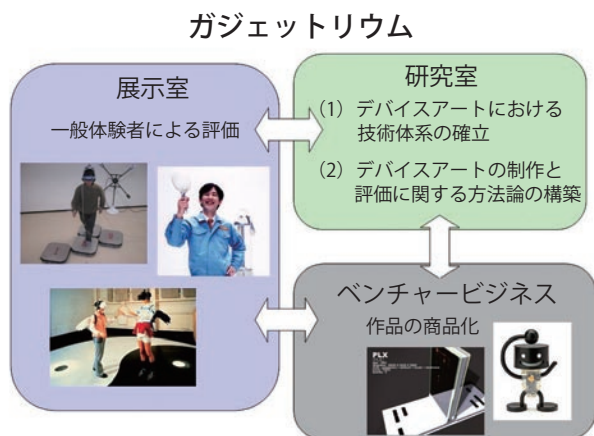 ガジェットリウム
展示室
一般体験者による評価
研究室
(1) デバイスアートにおける
技術体系の確立
(2) デバイスアートの制作と
評価に関する方法論の構築
ベンチャービジネス
作品の商品化
FLX